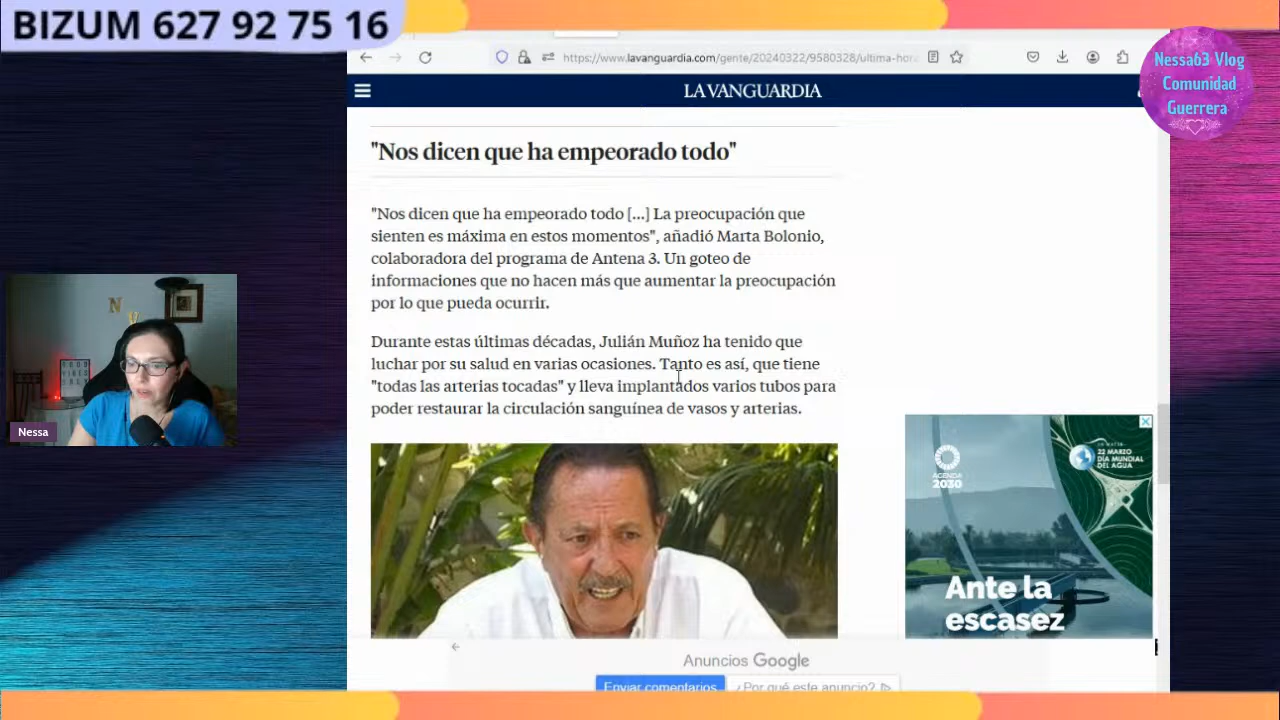 BIZUM 627 92 75 16
https://www.lavanguardia.com/gente/20240322/9580328/ultima-hor
Nessa63 Vlog
Comunidad
Guerrera
LA VANGUARDIA
"Nos dicen que ha empeorado todo"
"Nos dicen que ha empeorado todo [...] La preocupación que
sienten es máxima en estos momentos", añadió Marta Bolonio,
colaboradora del programa de Antena 3. Un goteo de
informaciones que no hacen más que aumentar la preocupación
por lo que pueda ocurrir.
Durante estas últimas décadas, Julián Muñoz ha tenido que
luchar por su salud en varias ocasiones. Tanto es así, que tiene
"todas las arterias tocadas" y lleva implantados varios tubos para
poder restaurar la circulación sanguínea de vasos y arterias.
N
GOOD
VIBES
ONLY
Nessa
AGENDA
2030
22 MARZO
DÍA MUNDIAL
DEL AGUA
Ante la
escasez
Anuncios Google
Enviar comentarios
¿Por qué este anuncio?